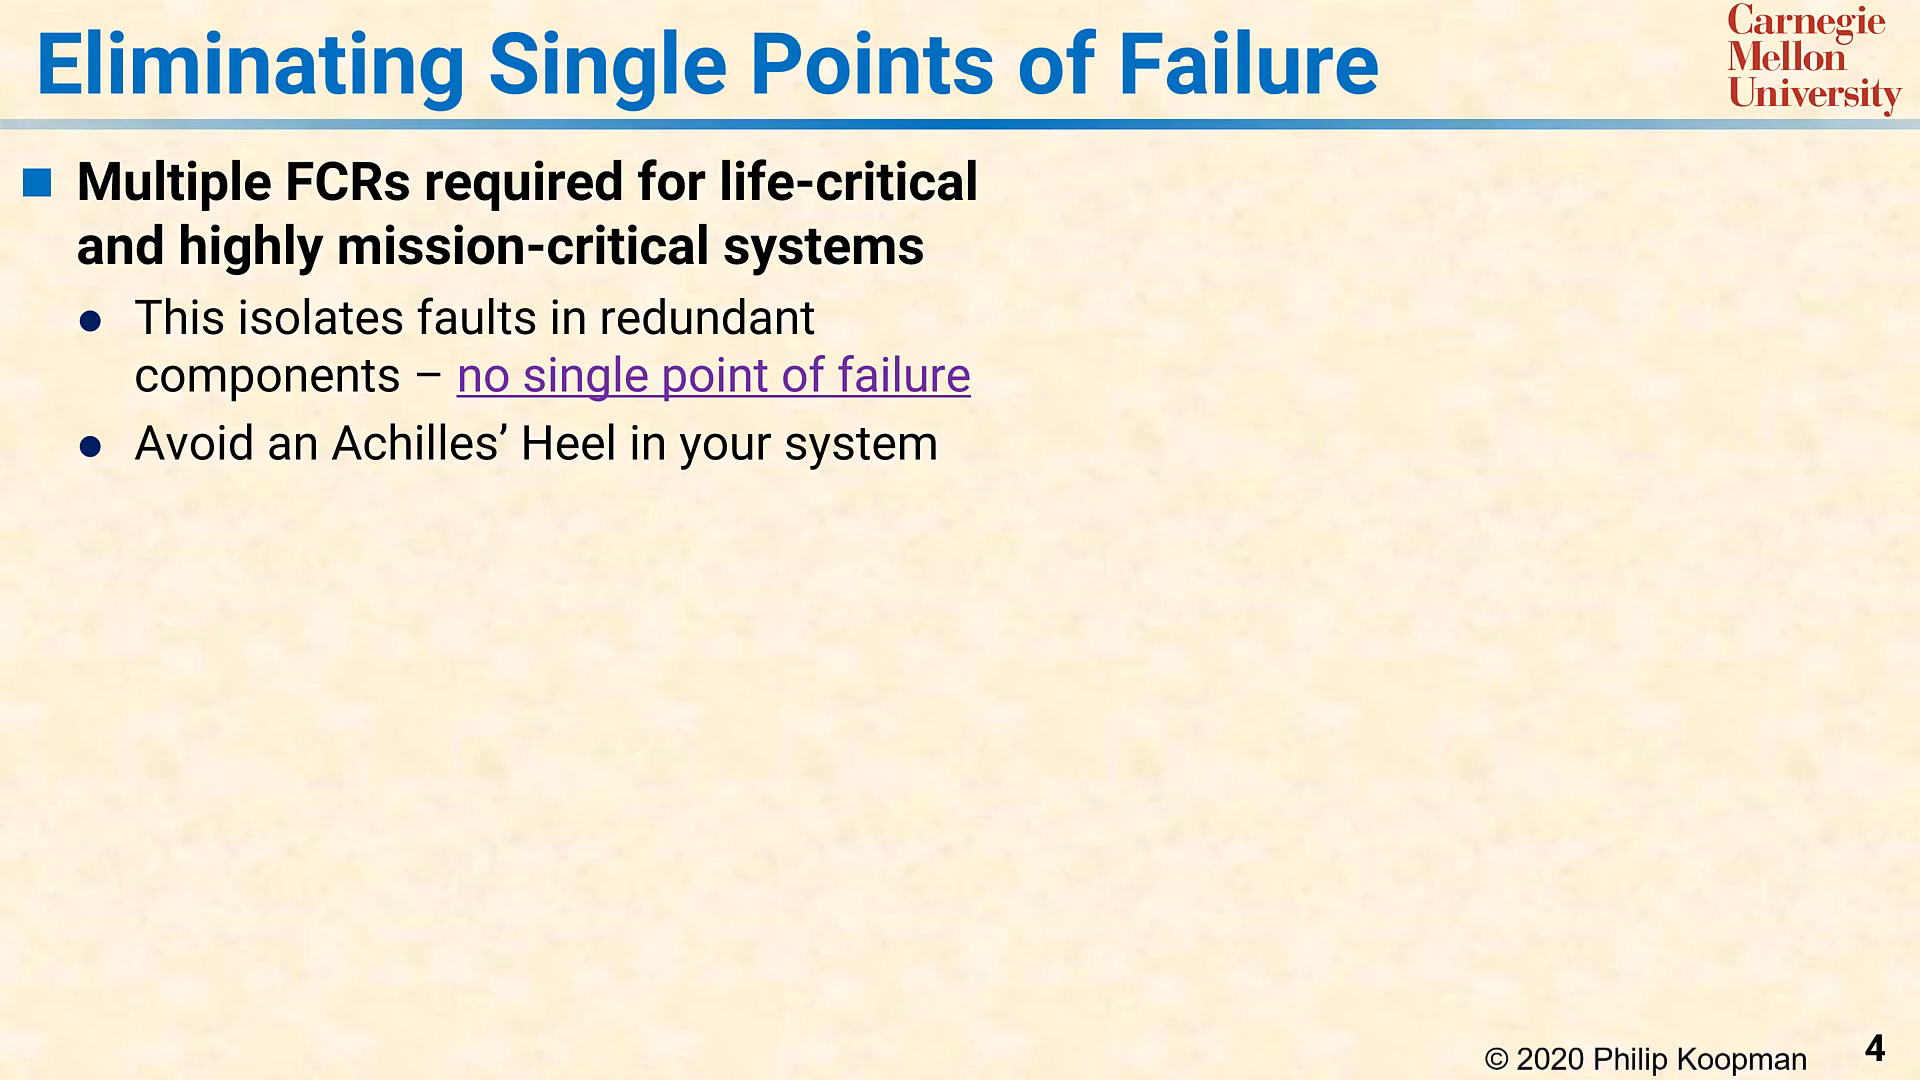 Eliminating Single Points of Failure
Carnegie
Mellon
University
■ Multiple FCRs required for life-critical
and highly mission-critical systems
● This isolates faults in redundant
components – no single point of failure
● Avoid an Achilles’ Heel in your system
© 2020 Philip Koopman
4